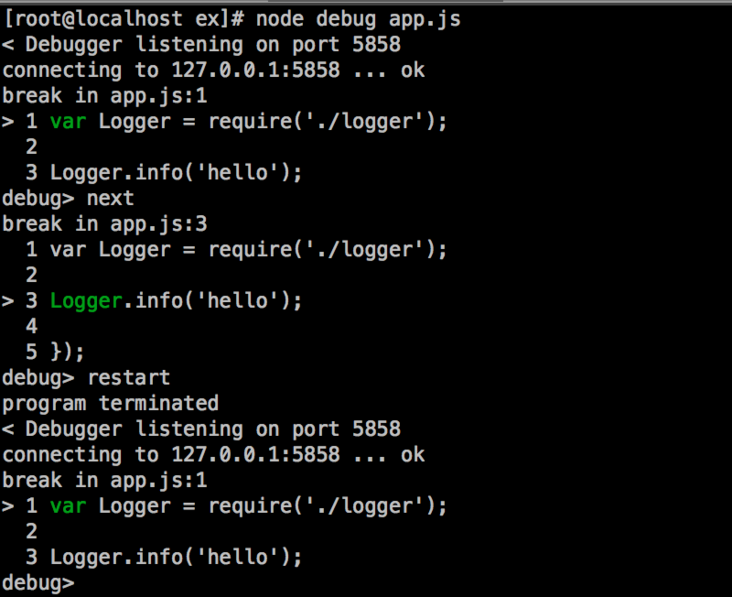 [root@localhost ex]# node debug app.js
< Debugger listening on port 5858
connecting to 127.0.0.1:5858 ... ok
break in app.js:1
> 1 var Logger = require('./logger');
  2
  3 Logger.info('hello');
debug> next
break in app.js:3
  1 var Logger = require('./logger');
  2
> 3 Logger.info('hello');
  4
  5 });
debug> restart
program terminated
< Debugger listening on port 5858
connecting to 127.0.0.1:5858 ... ok
break in app.js:1
> 1 var Logger = require('./logger');
  2
  3 Logger.info('hello');
debug>